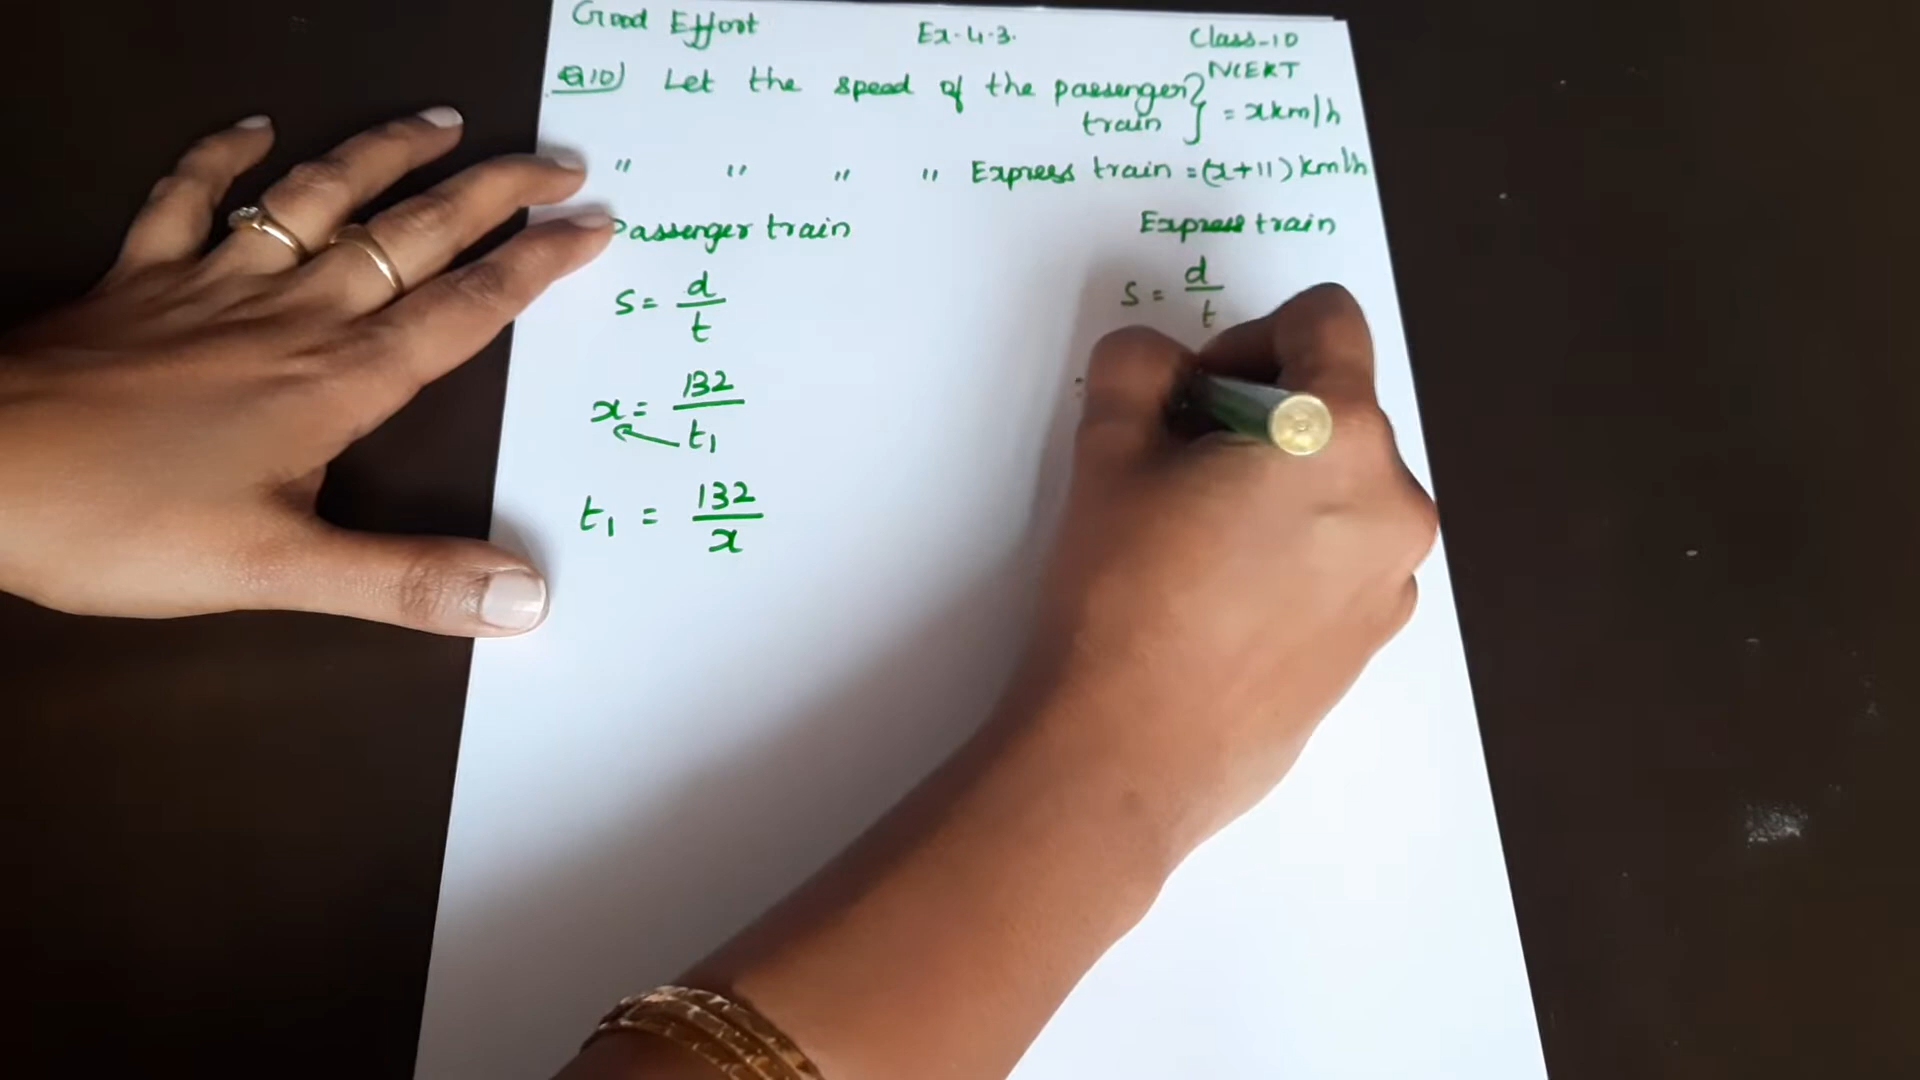 Good Effort Ex-4.3. Class-10
NCERT
Q10) Let the speed of the passenger
train } = x km/h
" " " " Express train = (x+11) km/h
Passenger train Express train
s = d/t s = d/t
x = 132/t₁
t₁ = 132/x